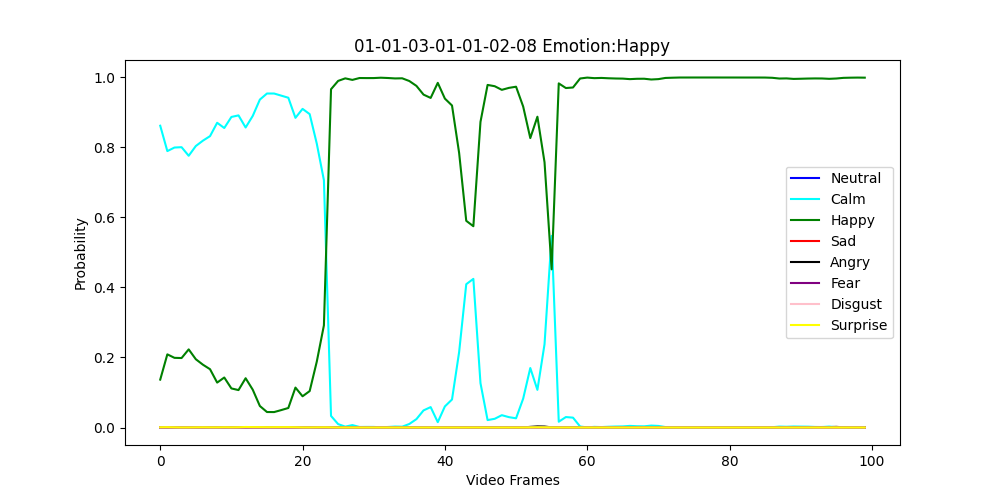 01-01-03-01-01-02-08 Emotion:Happy
1.0
0.8
0.6
0.4
0.2
0.0
Probability
0 20 40 60 80 100
Video Frames
Neutral
Calm
Happy
Sad
Angry
Fear
Disgust
Surprise